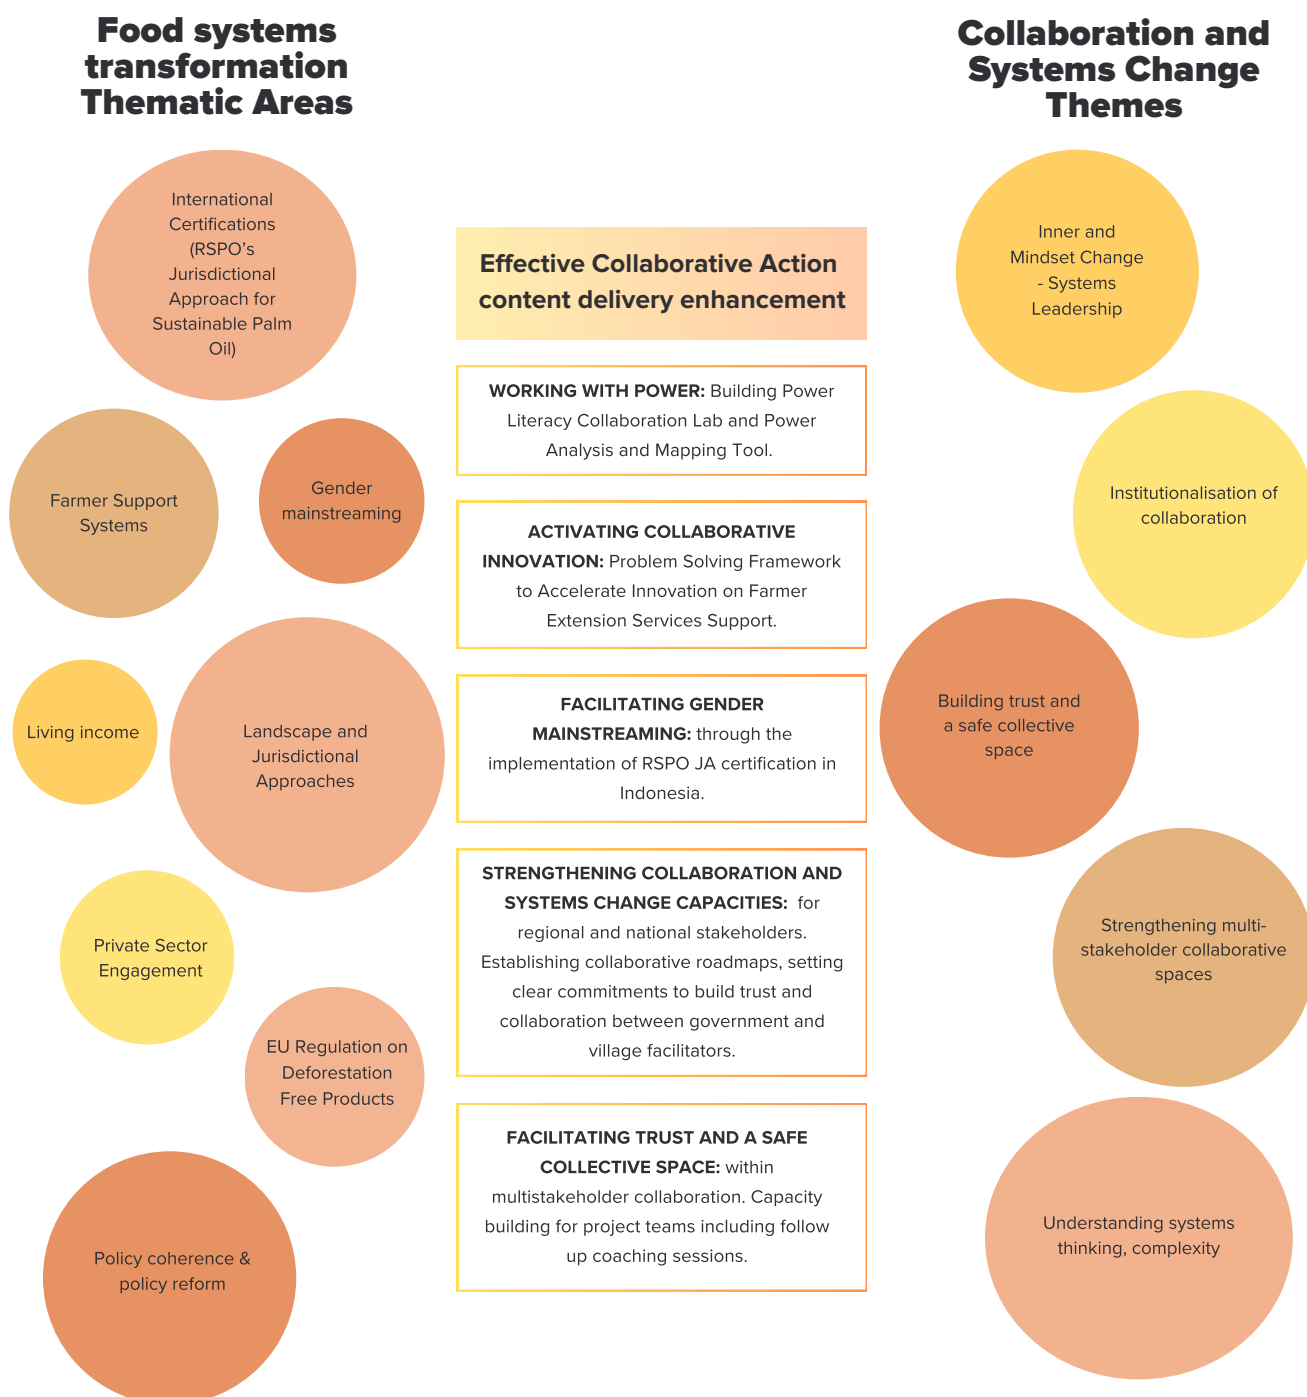 Food systems
transformation
Thematic Areas
International
Certifications
(RSPO’s
Jurisdictional
Approach for
Sustainable Palm
Oil)
Farmer Support
Systems
Gender
mainstreaming
Living income
Landscape and
Jurisdictional
Approaches
Private Sector
Engagement
EU Regulation on
Deforestation
Free Products
Policy coherence &
policy reform
Effective Collaborative Action
content delivery enhancement
WORKING WITH POWER: Building Power
Literacy Collaboration Lab and Power
Analysis and Mapping Tool.
ACTIVATING COLLABORATIVE
INNOVATION: Problem Solving Framework
to Accelerate Innovation on Farmer
Extension Services Support.
FACILITATING GENDER
MAINSTREAMING: through the
implementation of RSPO JA certification in
Indonesia.
STRENGTHENING COLLABORATION AND
SYSTEMS CHANGE CAPACITIES: for
regional and national stakeholders.
Establishing collaborative roadmaps, setting
clear commitments to build trust and
collaboration between government and
village facilitators.
FACILITATING TRUST AND A SAFE
COLLECTIVE SPACE: within
multistakeholder collaboration. Capacity
building for project teams including follow
up coaching sessions.
Collaboration and
Systems Change
Themes
Inner and
Mindset Change
- Systems
Leadership
Institutionalisation of
collaboration
Building trust and
a safe collective
space
Strengthening multi-
stakeholder collaborative
spaces
Understanding systems
thinking, complexity